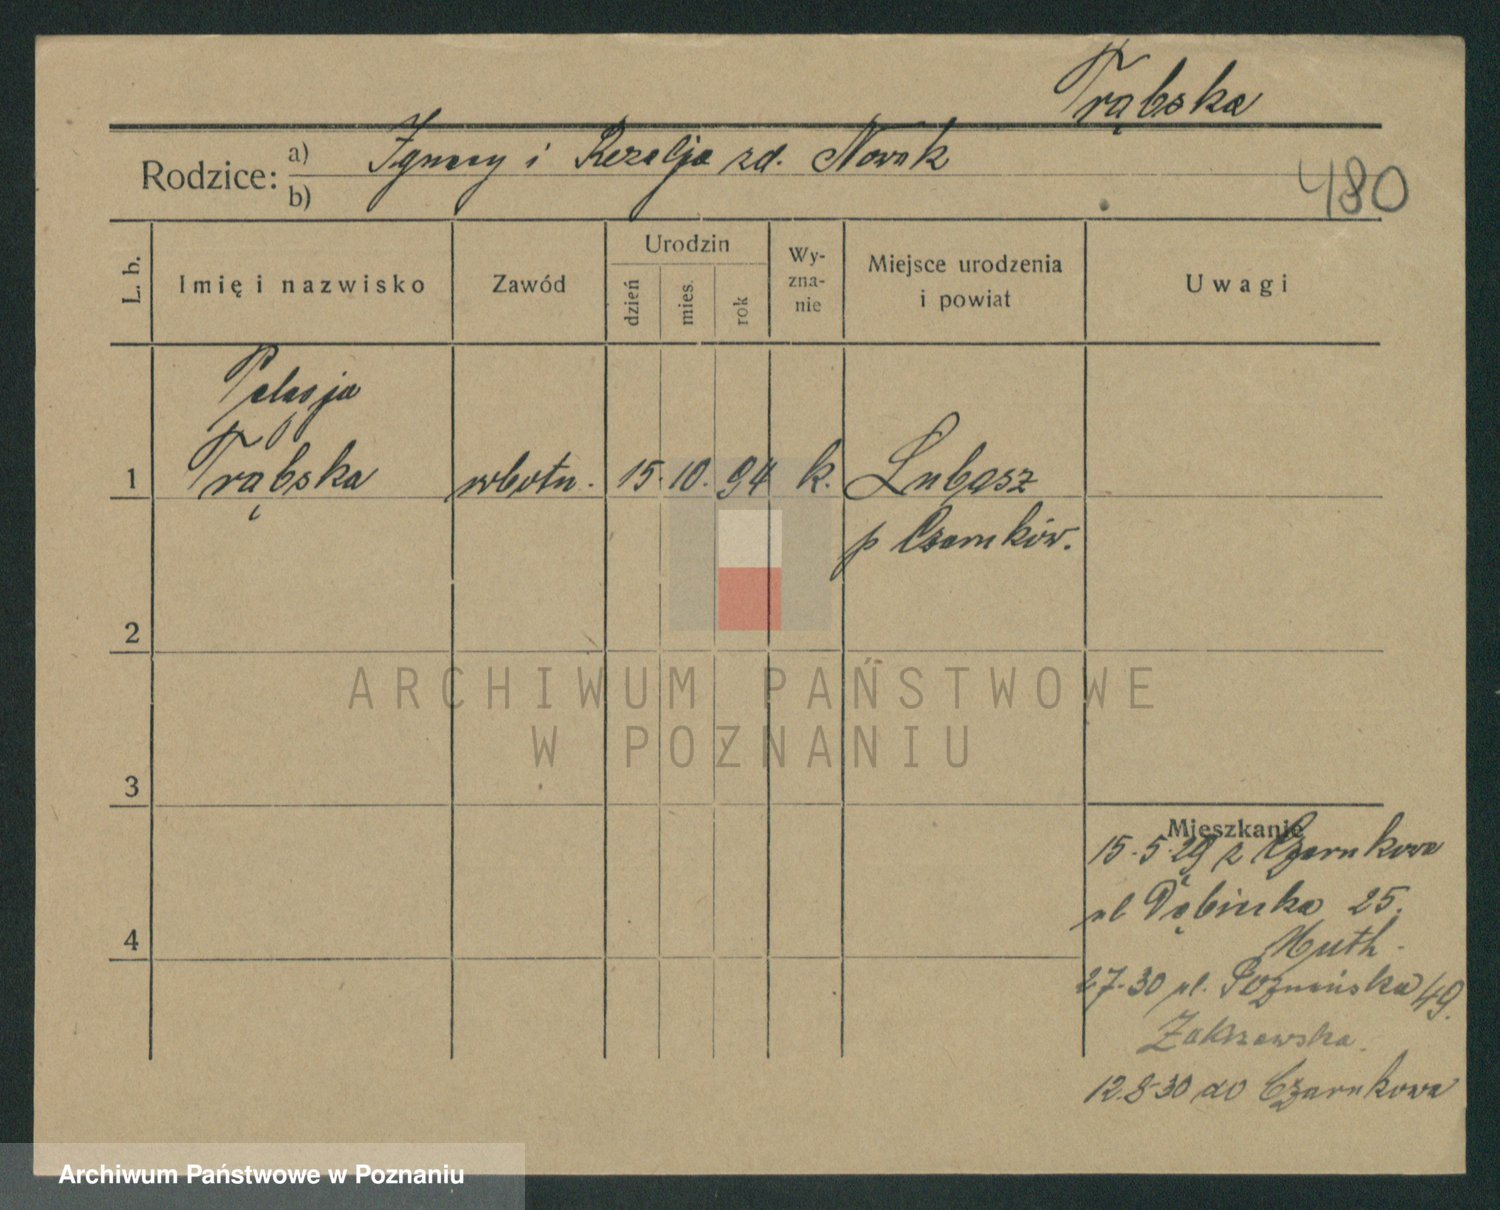 Trąbska
Rodzice: a) Ignacy i Rozalja zd. Nowak
b)
480
L. b.
Imię i nazwisko
Zawód
Urodzin
dzień
mies.
rok
Wy-
zna-
nie
Miejsce urodzenia
i powiat
Uwagi
Pelagja
1 Trąbska robotn. 15. 10. 94 k. Lubasz
p Czarnków.
2
ARCHIWUM PAŃSTWOWE
W POZNANIU
3
Mieszkanie
15.5.29 z Czarnkowa
ul Dębinka 25.
4
Muth.
27-30 ul. Poznańska 49.
Zakrzewska.
12.8.30 do Czarnkowa
Archiwum Państwowe w Poznaniu